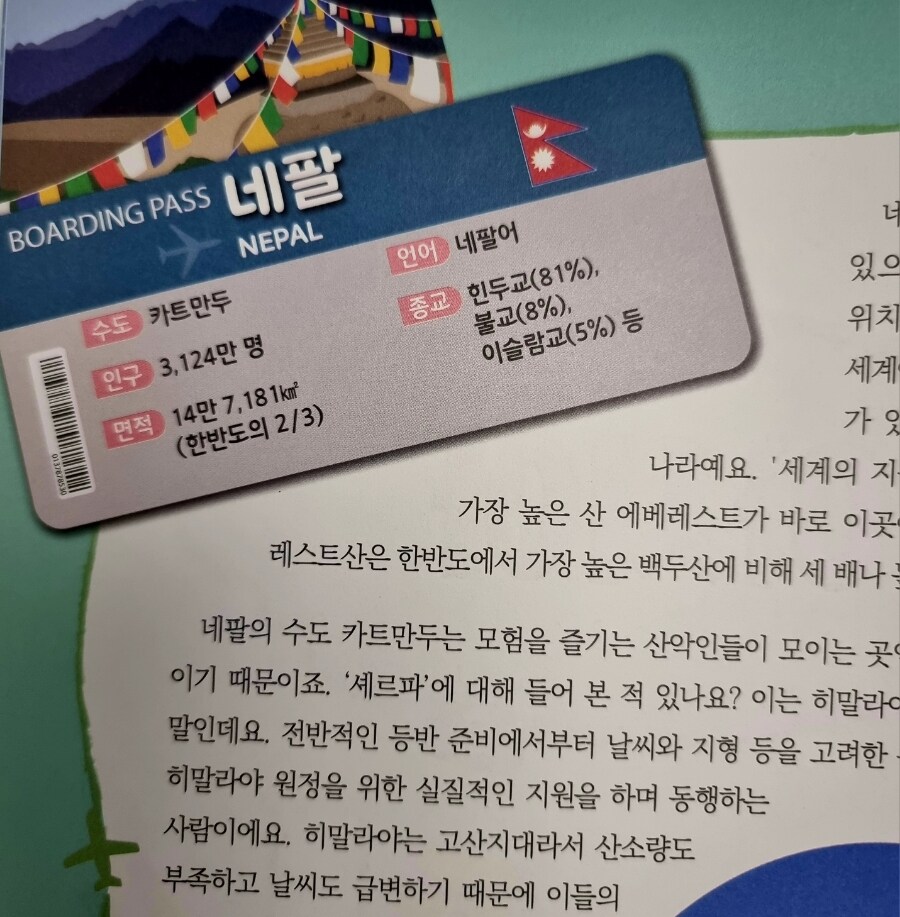 BOARDING PASS 네팔
NEPAL
수도 카트만두
인구 3,124만 명
면적 14만 7,181㎢
(한반도의 2/3)
언어 네팔어
종교 힌두교(81%),
불교(8%),
이슬람교(5%) 등
위치
가
나라예요. '세계의
가장 높은 산 에베레스트가 바로
레스트산은 한반도에서 가장 높은 백두산에 비해 세 배나
네팔의 수도 카트만두는 모험을 즐기는 산악인들이 모이는
이기 때문이죠. ‘셰르파’에 대해 들어 본 적 있나요? 이는
말인데요. 전반적인 등반 준비에서부터 날씨와 지형 등을 고려한
히말라야 원정을 위한 실질적인 지원을 하며 동행하는
사람이에요. 히말라야는 고산지대라서 산소량도
부족하고 날씨도 급변하기 때문에 이들의